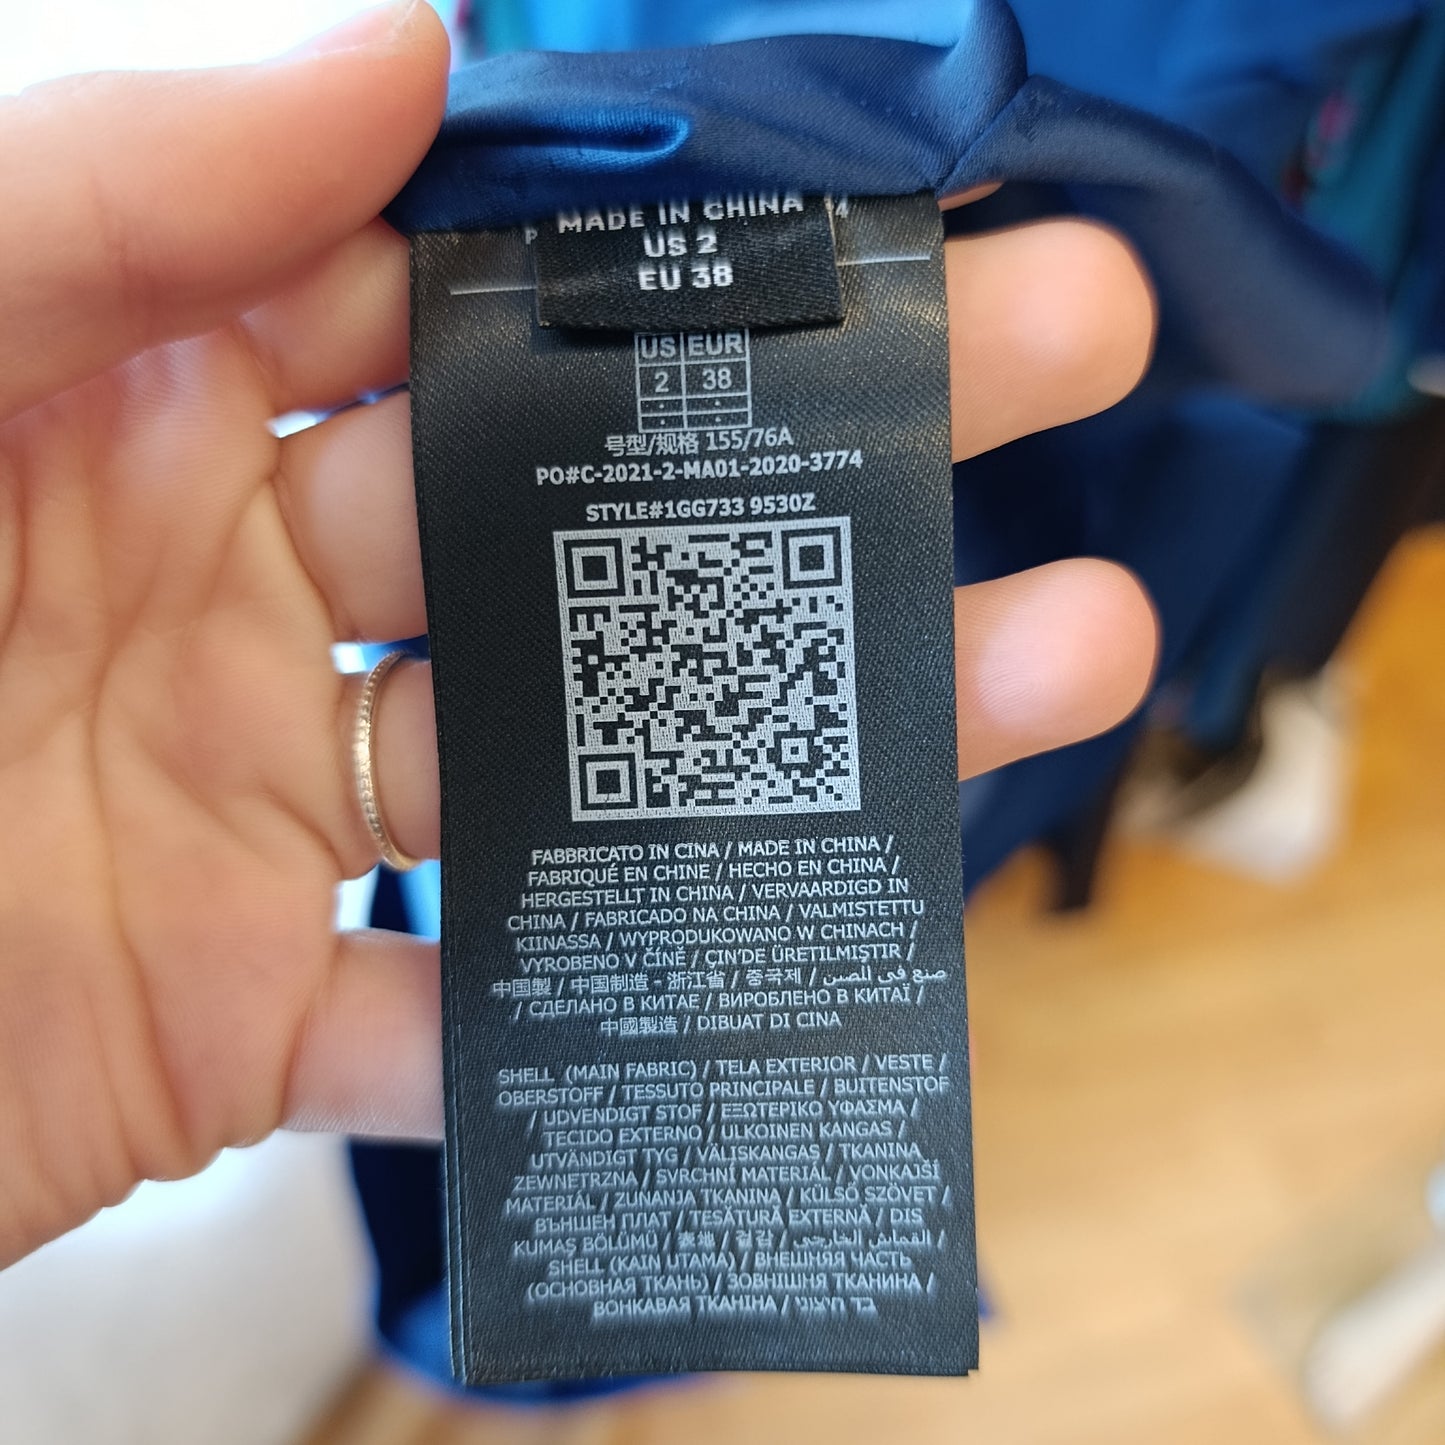 MADE IN CHINA
US 2
EU 38
P
4
US EUR
2 38
. .
. .
号型/规格 155/76A
PO#C-2021-2-MA01-2020-3774
STYLE#1GG733 9530Z
FABBRICATO IN CINA / MADE IN CHINA /
FABRIQUÉ EN CHINE / HECHO EN CHINA /
HERGESTELLT IN CHINA / VERVAARDIGD IN
CHINA / FABRICADO NA CHINA / VALMISTETTU
KIINASSA / WYPRODUKOWANO W CHINACH /
VYROBENO V ČÍNĚ / ÇIN'DE ÜRETILMIŞTIR /
中国製 / 中国制造 - 浙江省 / 중국제 / صنع في الصين
/ СДЕЛАНО В КИТАЕ / ВИРОБЛЕНО В КИТАЇ /
中國製造 / DIBUAT DI CINA
SHELL (MAIN FABRIC) / TELA EXTERIOR / VESTE /
OBERSTOFF / TESSUTO PRINCIPALE / BUITENSTOF
/ UDVENDIGT STOF / ΕΞΩΤΕΡΙΚΟ ΥΦΑΣΜΑ /
TECIDO EXTERNO / ULKOINEN KANGAS /
UTVÄNDIGT TYG / VÄLISKANGAS / TKANINA
ZEWNETRZNA / SVRCHNÍ MATERIÁL / VONKAJŠÍ
MATERIÁL / ZUNANJA TKANINA / KÜLSŐ SZÖVET /
ВЪНШЕН ПЛАТ / TESĂTURĂ EXTERNĂ / DIS
KUMAŞ BÖLÜMÜ / 表地 / 겉감 / القماش الخارجي /
SHELL (KAIN UTAMA) / ВНЕШНЯЯ ЧАСТЬ
(ОСНОВНАЯ ТКАНЬ) / ЗОВНІШНЯ ТКАНИНА /
ВОНКАВАЯ ТКАНІНА / בד חיצוני